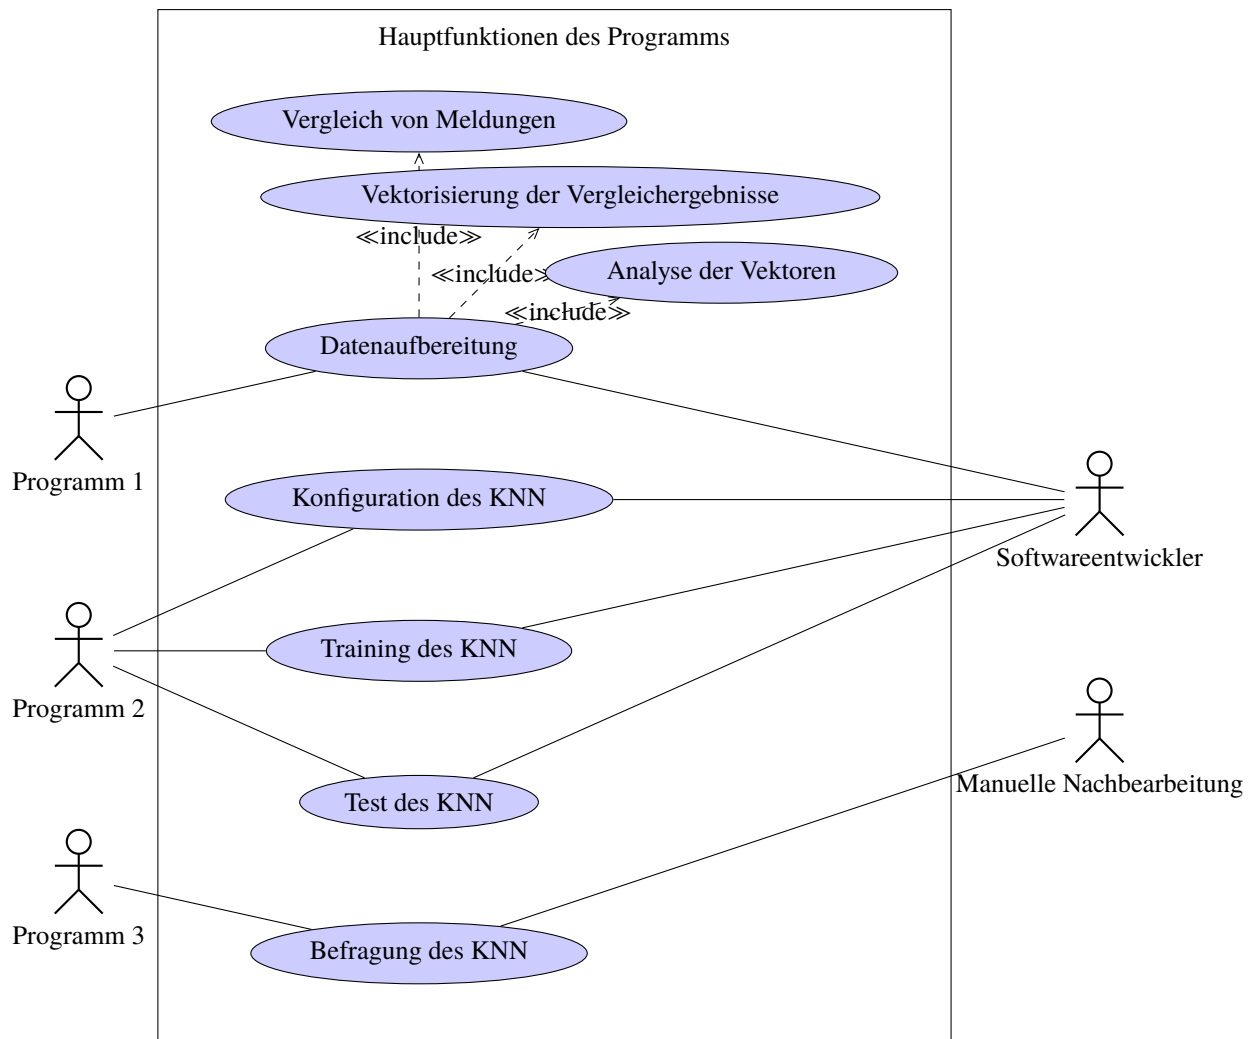 Hauptfunktionen des Programms
Vergleich von Meldungen
Vektorisierung der Vergleichergebnisse
≪include≫
≪include≫
Analyse der Vektoren
≪include≫
Datenaufbereitung
Programm 1
Konfiguration des KNN
Softwareentwickler
Training des KNN
Programm 2
Manuelle Nachbearbeitung
Test des KNN
Programm 3
Befragung des KNN